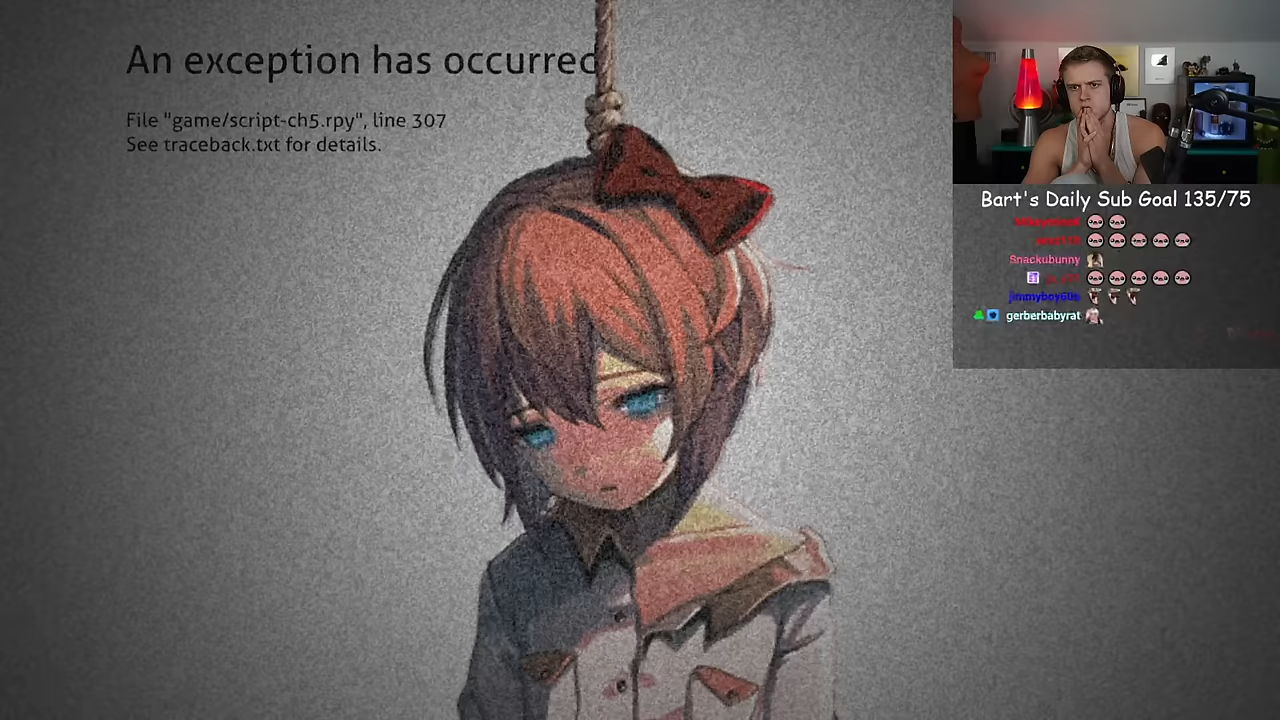 An exception has occurred
File "game/script-ch5.rpy", line 307
See traceback.txt for details.
Bart's Daily Sub Goal 135/75
Snackubunny
jimmyboy60s
gerberbabyrat